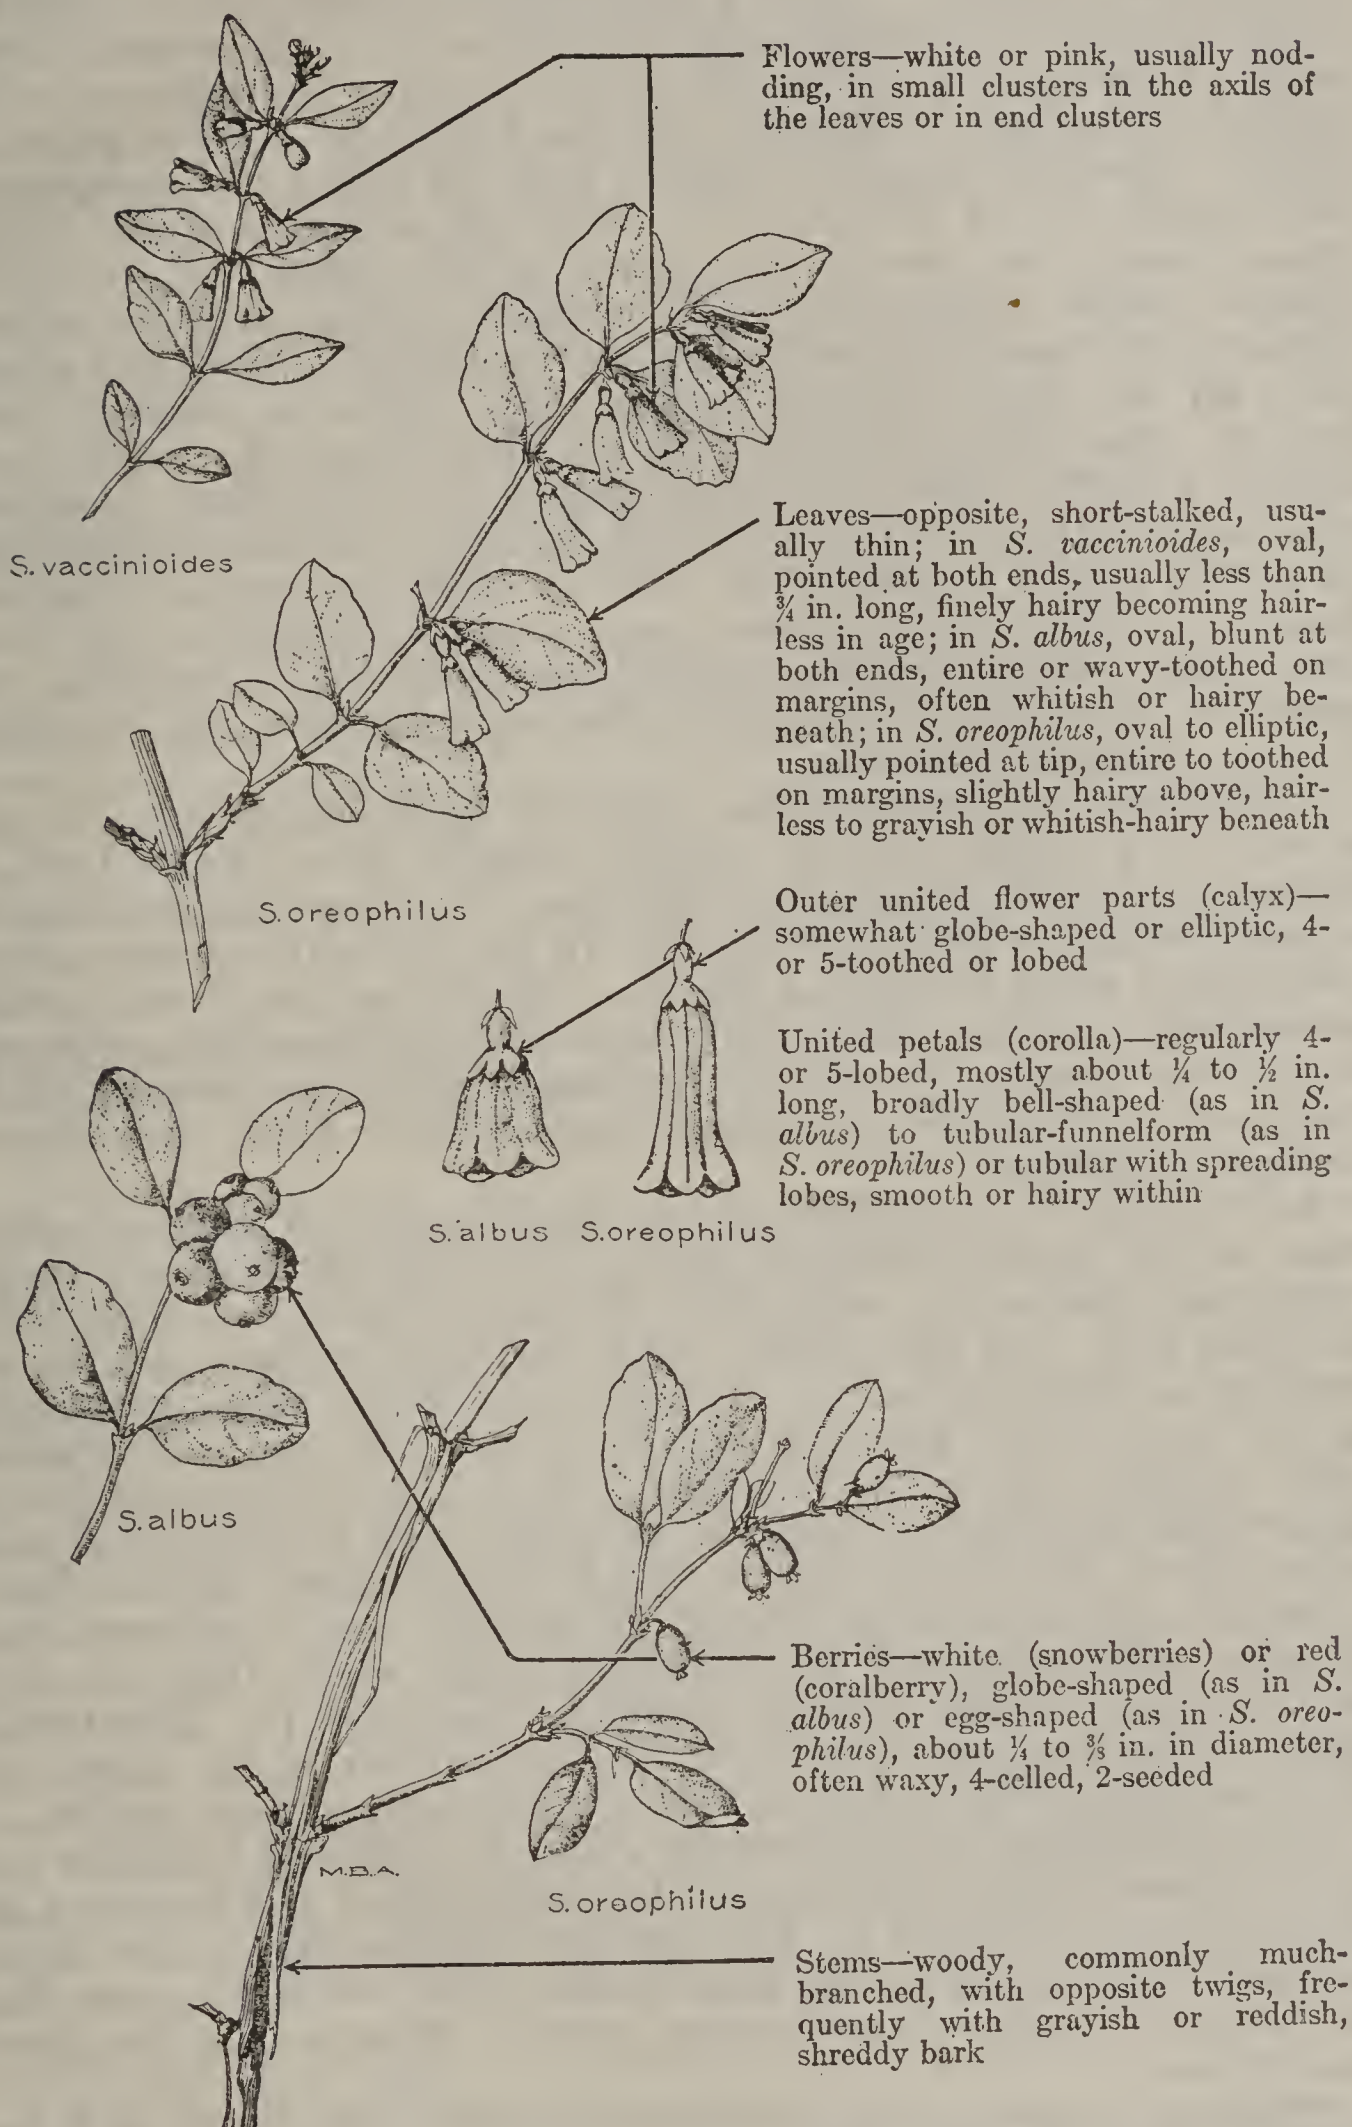 Flowers—white or pink, usually nod-
ding, in small clusters in the axils of
the leaves or in end clusters
S. vaccinioides
Leaves—opposite, short-stalked, usu-
ally thin; in S. vaccinioides, oval,
pointed at both ends, usually less than
¾ in. long, finely hairy becoming hair-
less in age; in S. albus, oval, blunt at
both ends, entire or wavy-toothed on
margins, often whitish or hairy be-
neath; in S. oreophilus, oval to elliptic,
usually pointed at tip, entire to toothed
on margins, slightly hairy above, hair-
less to grayish or whitish-hairy beneath
S. oreophilus
Outer united flower parts (calyx)—
somewhat globe-shaped or elliptic, 4-
or 5-toothed or lobed
United petals (corolla)—regularly 4-
or 5-lobed, mostly about ¼ to ½ in.
long, broadly bell-shaped (as in S.
albus) to tubular-funnelform (as in
S. oreophilus) or tubular with spreading
lobes, smooth or hairy within
S. albus S. oreophilus
S. albus
Berries—white (snowberries) or red
(coralberry), globe-shaped (as in S.
albus) or egg-shaped (as in S. oreo-
philus), about ¼ to ⅜ in. in diameter,
often waxy, 4-celled, 2-seeded
M.B.A.
S. oreophilus
Stems—woody, commonly much-
branched, with opposite twigs, fre-
quently with grayish or reddish,
shreddy bark